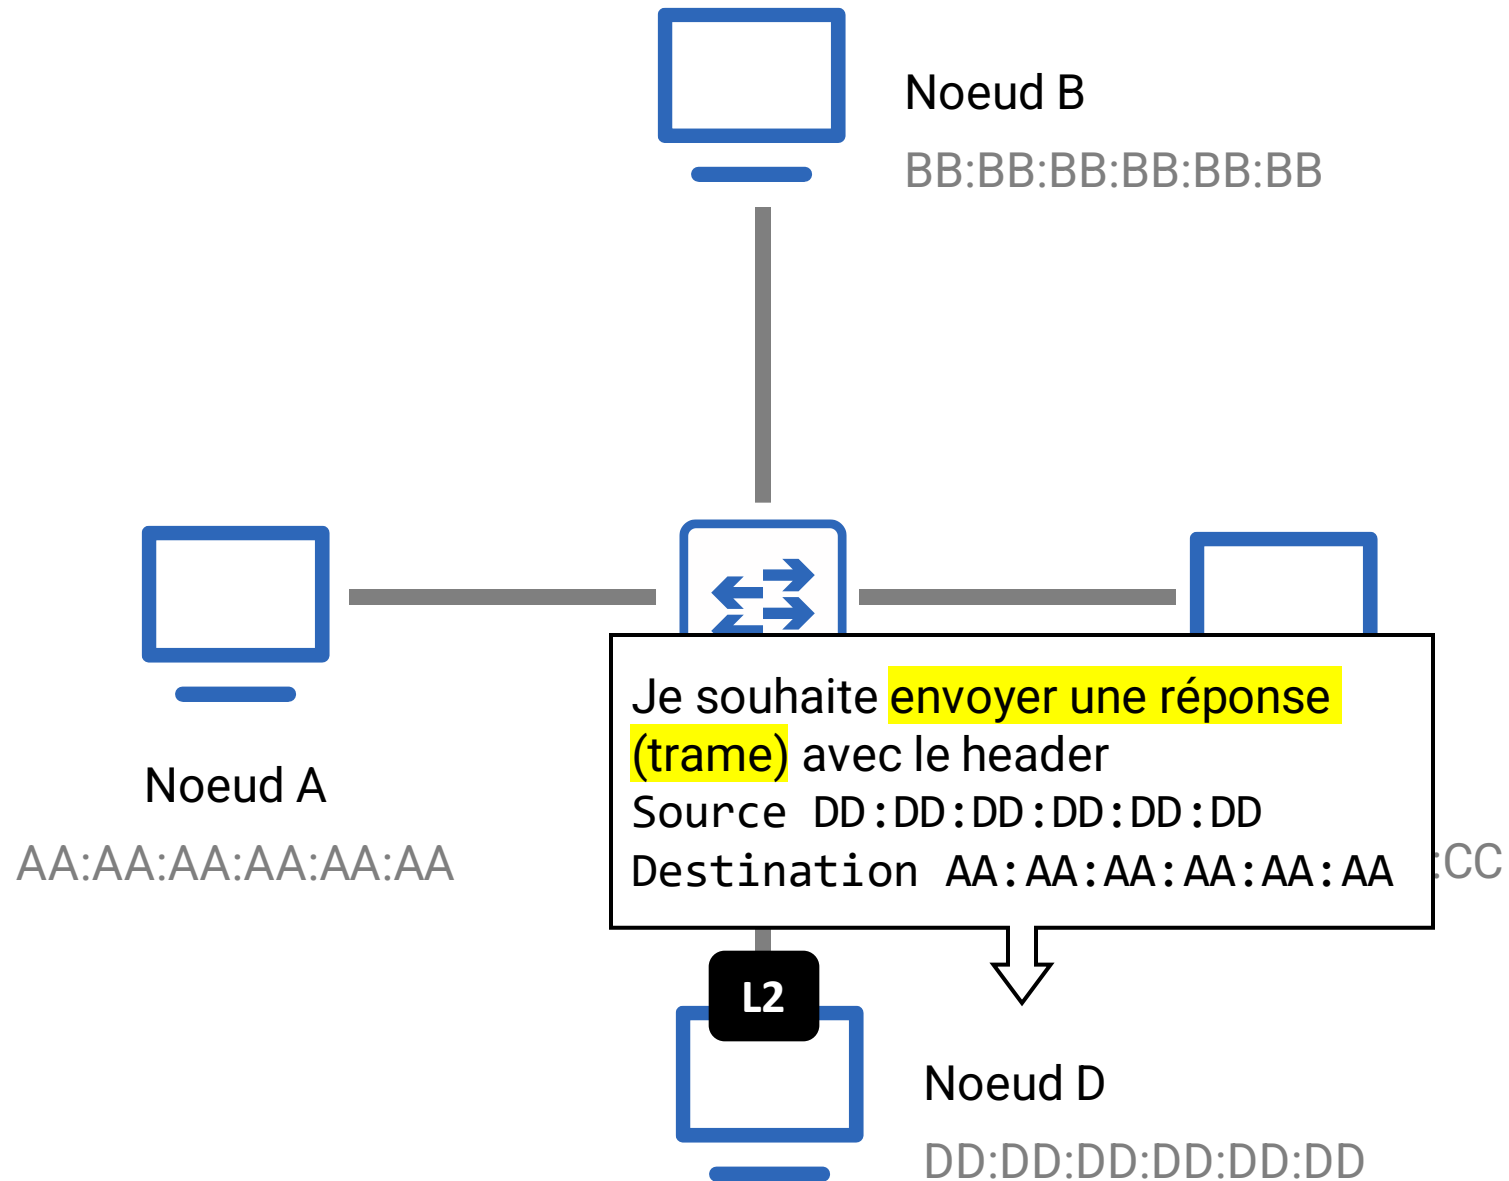 Noeud B
BB:BB:BB:BB:BB:BB
Je souhaite envoyer une réponse
(trame) avec le header
Source DD:DD:DD:DD:DD:DD
Destination AA:AA:AA:AA:AA:AA
Noeud A
AA:AA:AA:AA:AA:AA
:CC
L2
Noeud D
DD:DD:DD:DD:DD:DD